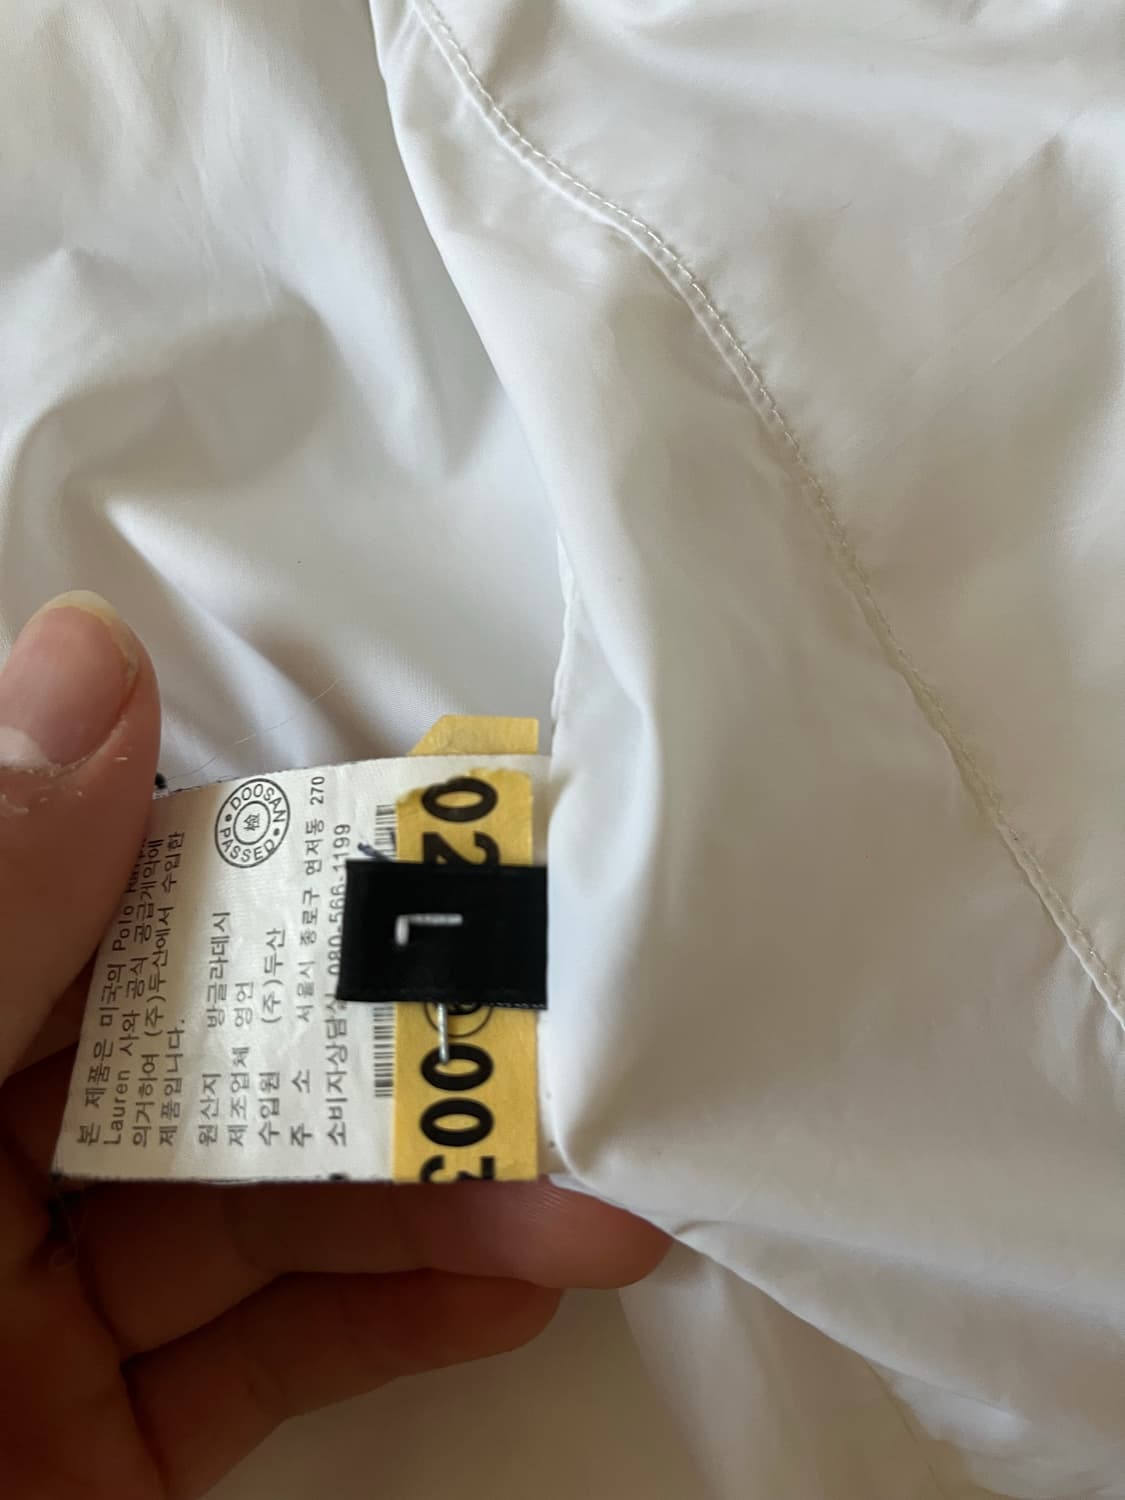 본 제품은 미국의 Polo
Lauren 사와 공식 공급계약에
의거하여 (주)두산에서 수입한
제품입니다.
원산지 방글라데시
제조업체 영언
수입원 (주)두산
주 소 서울시 종로구 연지동 270
소비자상담실 080-566-1199
DOOSAN
検
PASSED
L
02
003